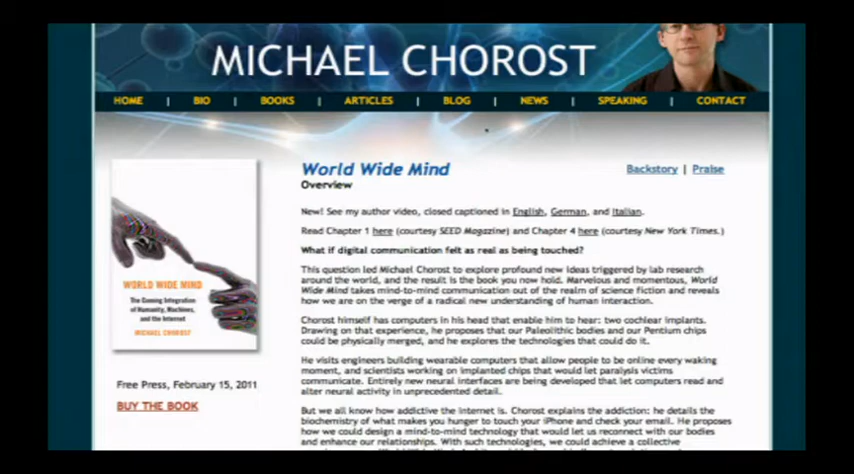 MICHAEL CHOROST
HOME | BIO | BOOKS | ARTICLES | BLOG | NEWS | SPEAKING | CONTACT
World Wide Mind
Backstory | Praise
Overview
New! See my author video, closed captioned in English, German, and Italian.
Read Chapter 1 here (courtesy SEED Magazine) and Chapter 4 here (courtesy New York Times.)
What if digital communication felt as real as being touched?
This question led Michael Chorost to explore profound new ideas triggered by lab research
around the world, and the result is the book you now hold. Marvelous and momentous, World
Wide Mind takes mind-to-mind communication out of the realm of science fiction and reveals
how we are on the verge of a radical new understanding of human interaction.
Chorost himself has computers in his head that enable him to hear: two cochlear implants.
Drawing on that experience, he proposes that our Paleolithic bodies and our Pentium chips
could be physically merged, and he explores the technologies that could do it.
He visits engineers building wearable computers that allow people to be online every waking
moment, and scientists working on implanted chips that would let paralysis victims
communicate. Entirely new neural interfaces are being developed that let computers read and
alter neural activity in unprecedented detail.
But we all know how addictive the Internet is. Chorost explains the addiction: he details the
biochemistry of what makes you hunger to touch your iPhone and check your email. He proposes
how we could design a mind-to-mind technology that would let us reconnect with our bodies
and enhance our relationships. With such technologies, we could achieve a collective
WORLD WIDE MIND
The Coming Integration
of Humanity, Machines,
and the Internet
MICHAEL CHOROST
Free Press, February 15, 2011
BUY THE BOOK